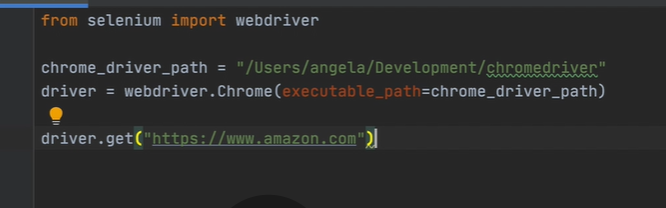 from selenium import webdriver
chrome_driver_path = "/Users/angela/Development/chromedriver"
driver = webdriver.Chrome(executable_path=chrome_driver_path)
driver.get("https://www.amazon.com")